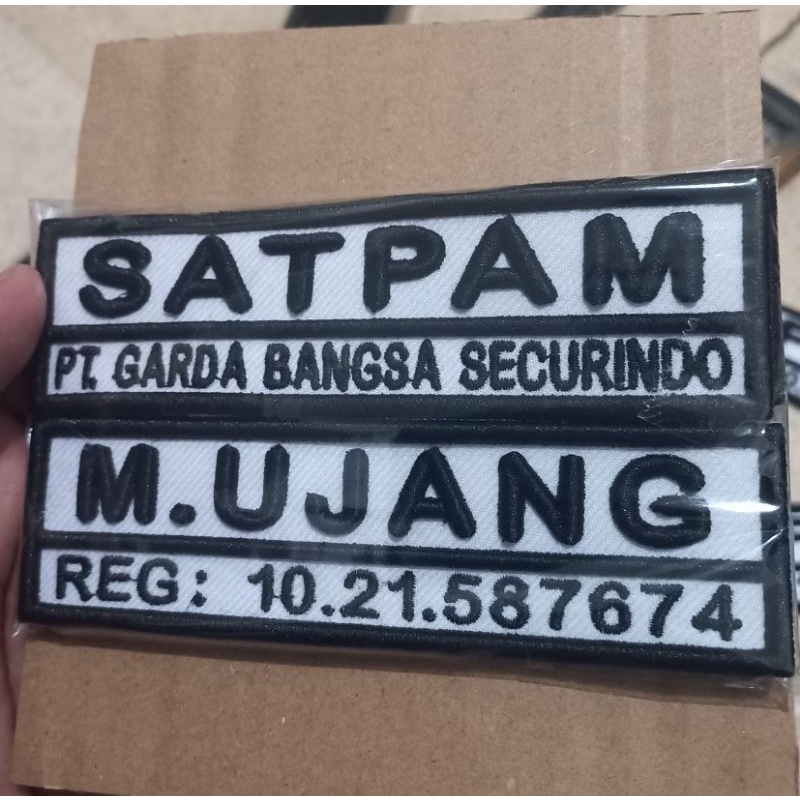 SATPAM
PT. GARDA BANGSA SECURINDO
M.UJANG
REG: 10.21.587674